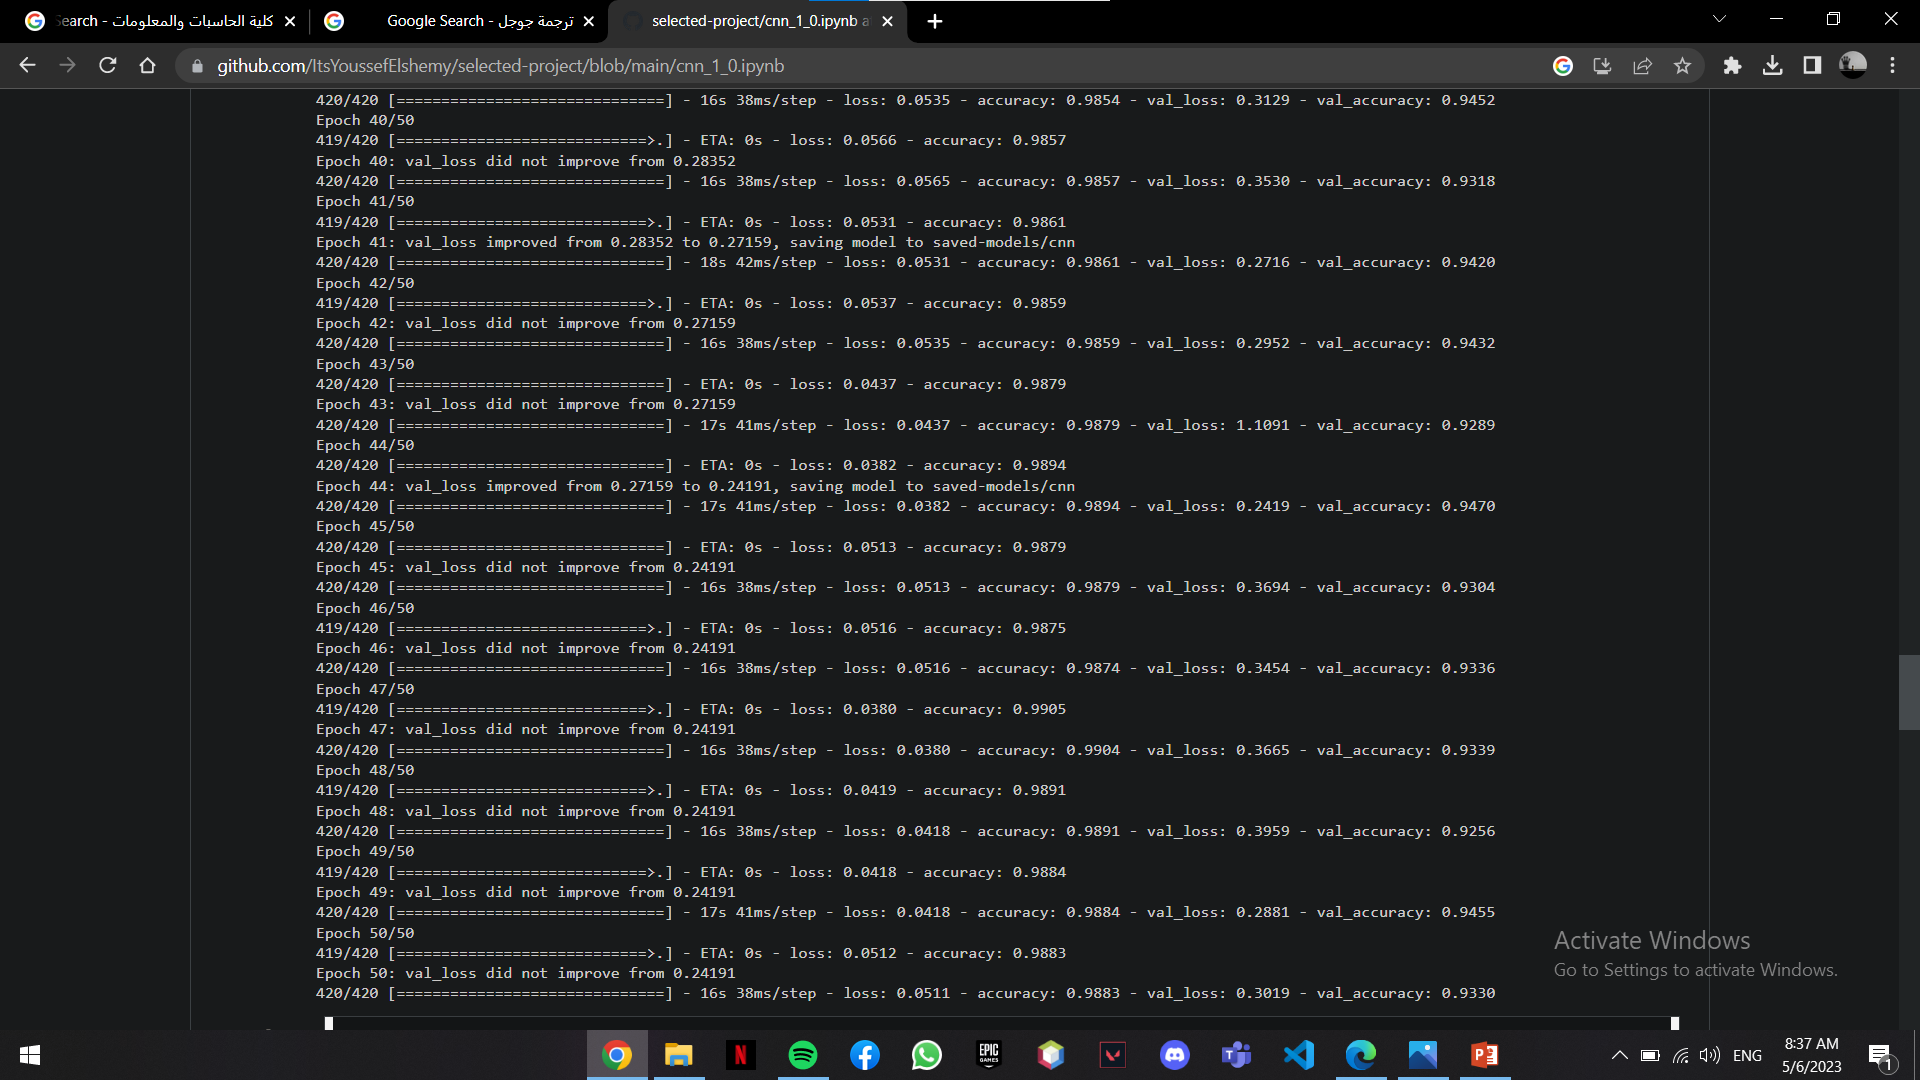 كلية الحاسبات والمعلومات - Search
ترجمة جوجل - Google Search
selected-project/cnn_1_0.ipynb a
github.com/ItsYoussefElshemy/selected-project/blob/main/cnn_1_0.ipynb
420/420 [==============================] - 16s 38ms/step - loss: 0.0535 - accuracy: 0.9854 - val_loss: 0.3129 - val_accuracy: 0.9452
Epoch 40/50
419/420 [============================>.] - ETA: 0s - loss: 0.0566 - accuracy: 0.9857
Epoch 40: val_loss did not improve from 0.28352
420/420 [==============================] - 16s 38ms/step - loss: 0.0565 - accuracy: 0.9857 - val_loss: 0.3530 - val_accuracy: 0.9318
Epoch 41/50
419/420 [============================>.] - ETA: 0s - loss: 0.0531 - accuracy: 0.9861
Epoch 41: val_loss improved from 0.28352 to 0.27159, saving model to saved-models/cnn
420/420 [==============================] - 18s 42ms/step - loss: 0.0531 - accuracy: 0.9861 - val_loss: 0.2716 - val_accuracy: 0.9420
Epoch 42/50
419/420 [============================>.] - ETA: 0s - loss: 0.0537 - accuracy: 0.9859
Epoch 42: val_loss did not improve from 0.27159
420/420 [==============================] - 16s 38ms/step - loss: 0.0535 - accuracy: 0.9859 - val_loss: 0.2952 - val_accuracy: 0.9432
Epoch 43/50
420/420 [==============================] - ETA: 0s - loss: 0.0437 - accuracy: 0.9879
Epoch 43: val_loss did not improve from 0.27159
420/420 [==============================] - 17s 41ms/step - loss: 0.0437 - accuracy: 0.9879 - val_loss: 1.1091 - val_accuracy: 0.9289
Epoch 44/50
420/420 [==============================] - ETA: 0s - loss: 0.0382 - accuracy: 0.9894
Epoch 44: val_loss improved from 0.27159 to 0.24191, saving model to saved-models/cnn
420/420 [==============================] - 17s 41ms/step - loss: 0.0382 - accuracy: 0.9894 - val_loss: 0.2419 - val_accuracy: 0.9470
Epoch 45/50
420/420 [==============================] - ETA: 0s - loss: 0.0513 - accuracy: 0.9879
Epoch 45: val_loss did not improve from 0.24191
420/420 [==============================] - 16s 38ms/step - loss: 0.0513 - accuracy: 0.9879 - val_loss: 0.3694 - val_accuracy: 0.9304
Epoch 46/50
419/420 [============================>.] - ETA: 0s - loss: 0.0516 - accuracy: 0.9875
Epoch 46: val_loss did not improve from 0.24191
420/420 [==============================] - 16s 38ms/step - loss: 0.0516 - accuracy: 0.9874 - val_loss: 0.3454 - val_accuracy: 0.9336
Epoch 47/50
419/420 [============================>.] - ETA: 0s - loss: 0.0380 - accuracy: 0.9905
Epoch 47: val_loss did not improve from 0.24191
420/420 [==============================] - 16s 38ms/step - loss: 0.0380 - accuracy: 0.9904 - val_loss: 0.3665 - val_accuracy: 0.9339
Epoch 48/50
419/420 [============================>.] - ETA: 0s - loss: 0.0419 - accuracy: 0.9891
Epoch 48: val_loss did not improve from 0.24191
420/420 [==============================] - 16s 38ms/step - loss: 0.0418 - accuracy: 0.9891 - val_loss: 0.3959 - val_accuracy: 0.9256
Epoch 49/50
419/420 [============================>.] - ETA: 0s - loss: 0.0418 - accuracy: 0.9884
Epoch 49: val_loss did not improve from 0.24191
420/420 [==============================] - 17s 41ms/step - loss: 0.0418 - accuracy: 0.9884 - val_loss: 0.2881 - val_accuracy: 0.9455
Epoch 50/50
419/420 [============================>.] - ETA: 0s - loss: 0.0512 - accuracy: 0.9883
Epoch 50: val_loss did not improve from 0.24191
420/420 [==============================] - 16s 38ms/step - loss: 0.0511 - accuracy: 0.9883 - val_loss: 0.3019 - val_accuracy: 0.9330
Activate Windows
Go to Settings to activate Windows.
EPIC
GAMES
ENG
8:37 AM
5/6/2023
1